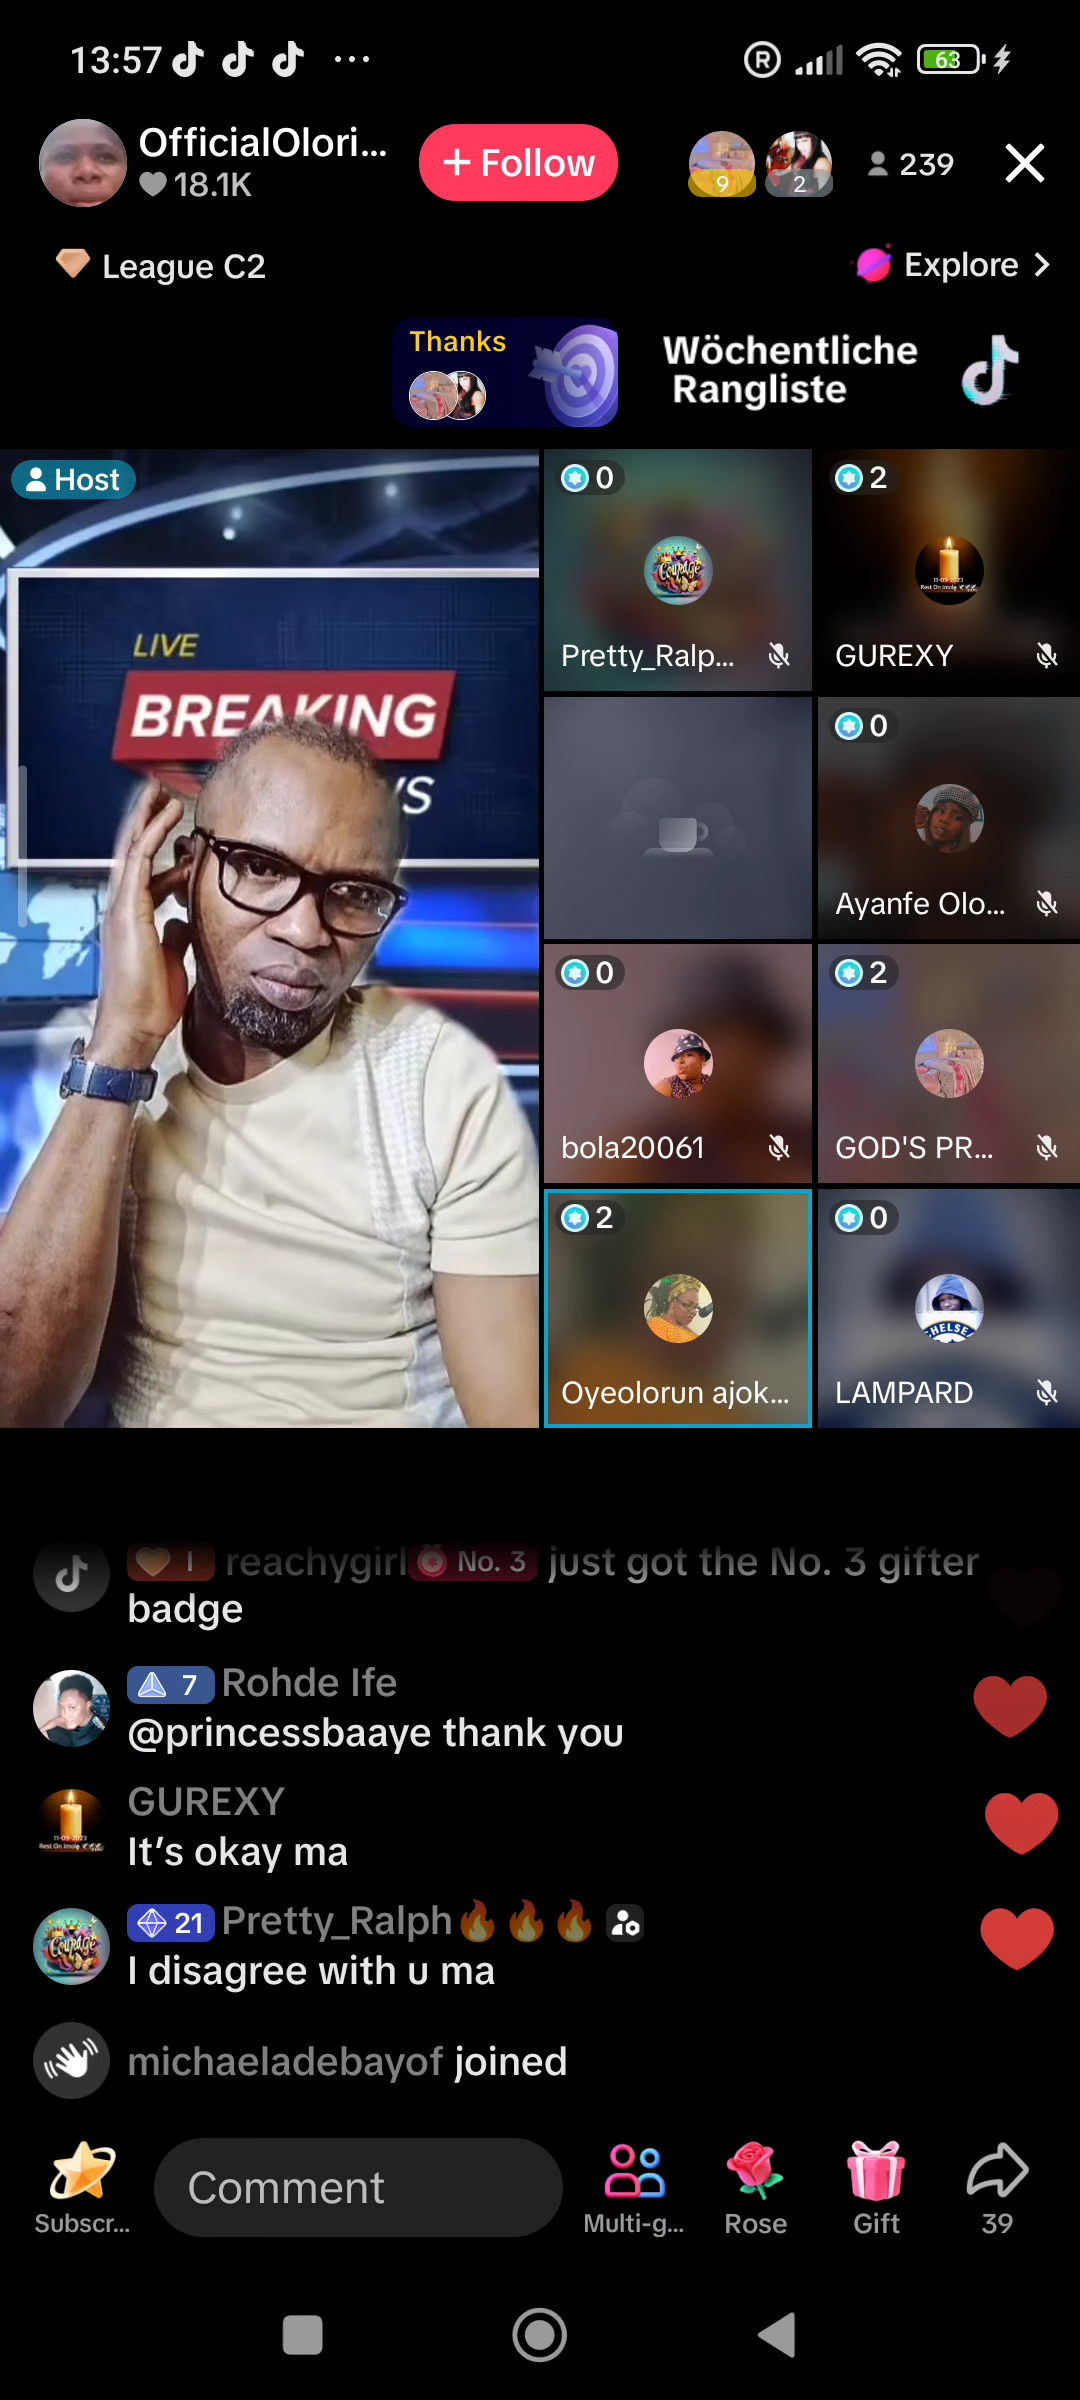 13:57
R
63
OfficialOlori...
18.1K
+ Follow
9
2
239
League C2
Explore
Thanks
Wöchentliche
Rangliste
Host
LIVE
BREAKING
0
Pretty_Ralp...
2
GUREXY
0
Ayanfe Olo...
0
bola20061
2
GOD'S PR...
2
Oyeolorun ajok...
0
LAMPARD
reachygirl No. 3 just got the No. 3 gifter
badge
7 Rohde Ife
@princessbaaye thank you
GUREXY
It's okay ma
21 Pretty_Ralph🔥🔥🔥
I disagree with u ma
michaeladebayof joined
Subscr...
Comment
Multi-g...
Rose
Gift
39